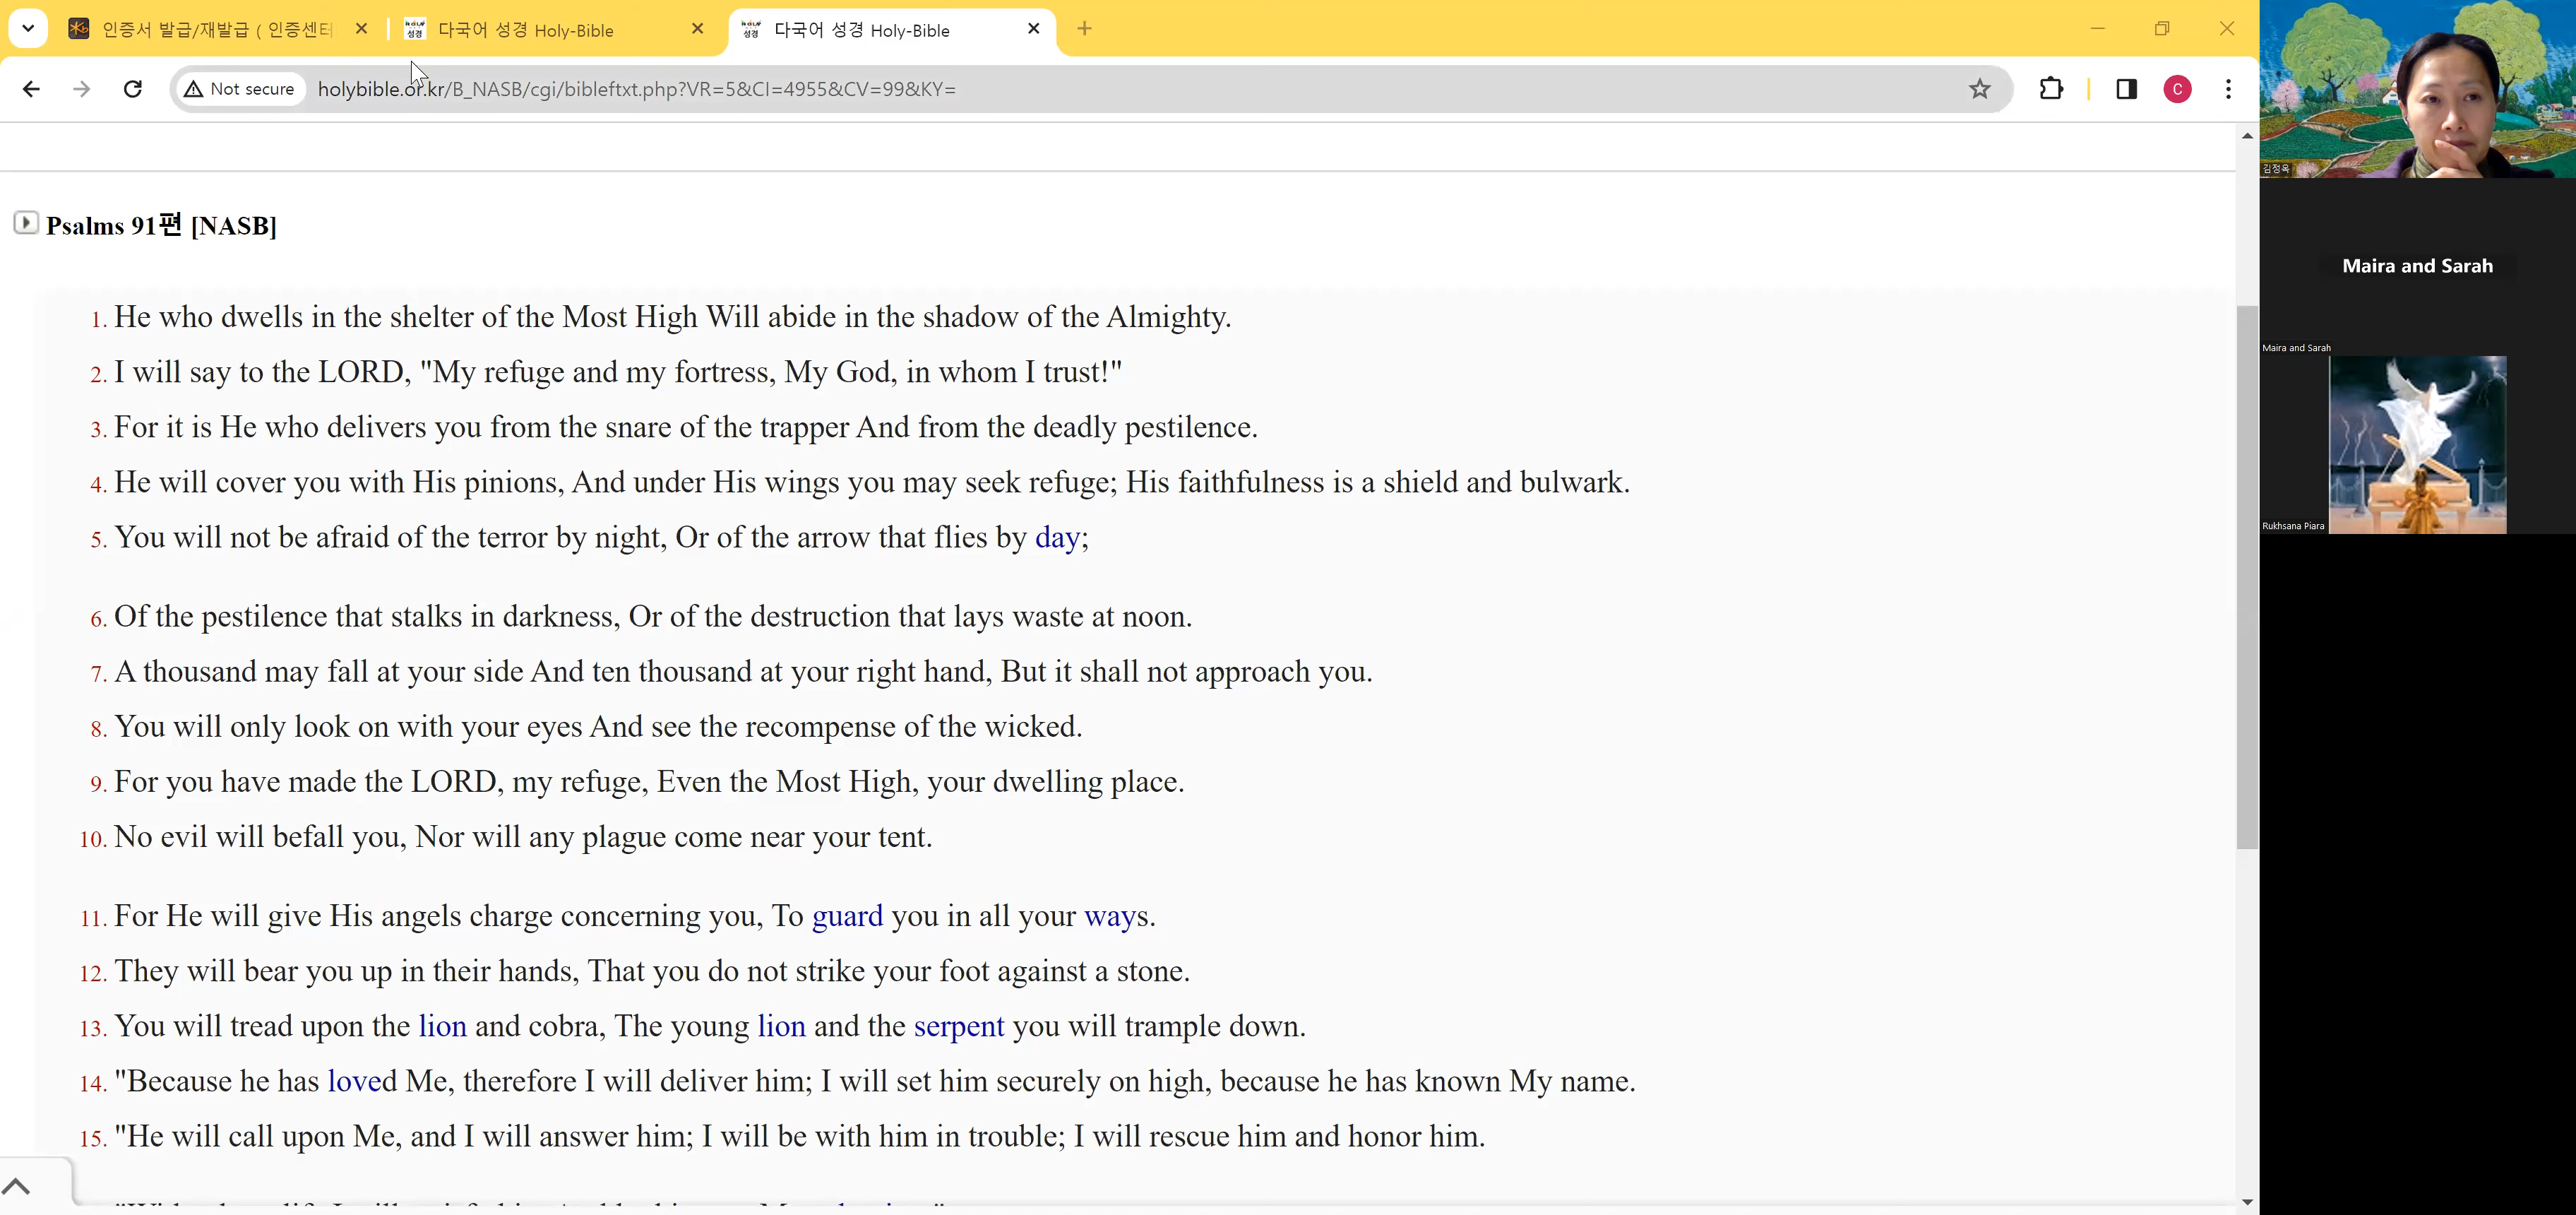 인증서 발급/재발급 ( 인증센터
다국어 성경 Holy-Bible
다국어 성경 Holy-Bible
Not secure
holybible.or.kr/B_NASB/cgi/bibleftxt.php?VR=5&CI=4955&CV=99&KY=
C
Psalms 91편 [NASB]
1. He who dwells in the shelter of the Most High Will abide in the shadow of the Almighty.
2. I will say to the LORD, "My refuge and my fortress, My God, in whom I trust!"
3. For it is He who delivers you from the snare of the trapper And from the deadly pestilence.
4. He will cover you with His pinions, And under His wings you may seek refuge; His faithfulness is a shield and bulwark.
5. You will not be afraid of the terror by night, Or of the arrow that flies by day;
6. Of the pestilence that stalks in darkness, Or of the destruction that lays waste at noon.
7. A thousand may fall at your side And ten thousand at your right hand, But it shall not approach you.
8. You will only look on with your eyes And see the recompense of the wicked.
9. For you have made the LORD, my refuge, Even the Most High, your dwelling place.
10. No evil will befall you, Nor will any plague come near your tent.
11. For He will give His angels charge concerning you, To guard you in all your ways.
12. They will bear you up in their hands, That you do not strike your foot against a stone.
13. You will tread upon the lion and cobra, The young lion and the serpent you will trample down.
14. "Because he has loved Me, therefore I will deliver him; I will set him securely on high, because he has known My name.
15. "He will call upon Me, and I will answer him; I will be with him in trouble; I will rescue him and honor him.
김정옥
Maira and Sarah
Maira and Sarah
Rukhsana Piara